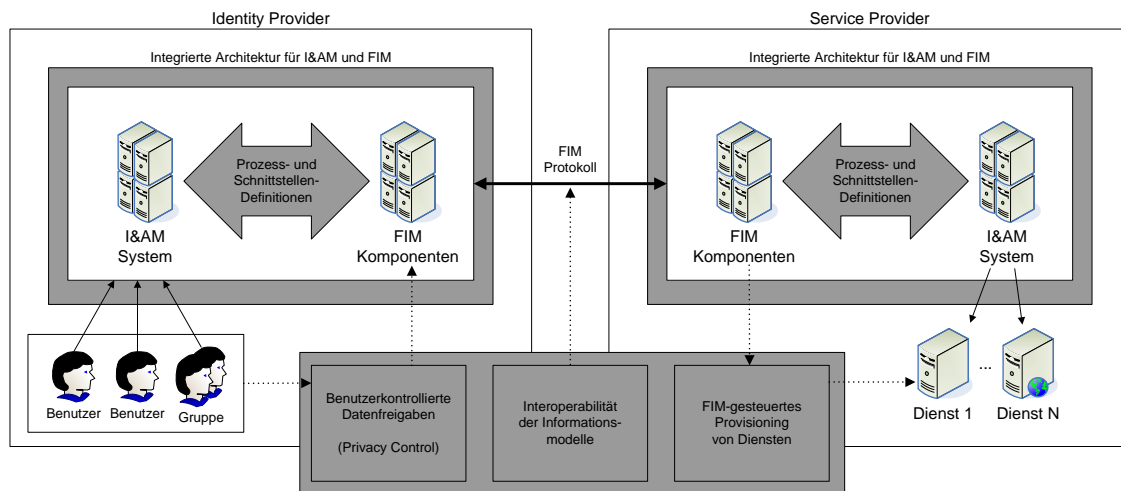 Identity Provider
Service Provider
Integrierte Architektur für I&AM und FIM
Integrierte Architektur für I&AM und FIM
Prozess- und
Schnittstellen-
Definitionen
I&AM
System
FIM
Komponenten
FIM
Protokoll
Prozess- und
Schnittstellen-
Definitionen
FIM
Komponenten
I&AM
System
Benutzer
Benutzer
Gruppe
Benutzerkontrollierte
Datenfreigaben
(Privacy Control)
Interoperabilität
der Informations-
modelle
FIM-gesteuertes
Provisioning
von Diensten
Dienst 1
...
Dienst N